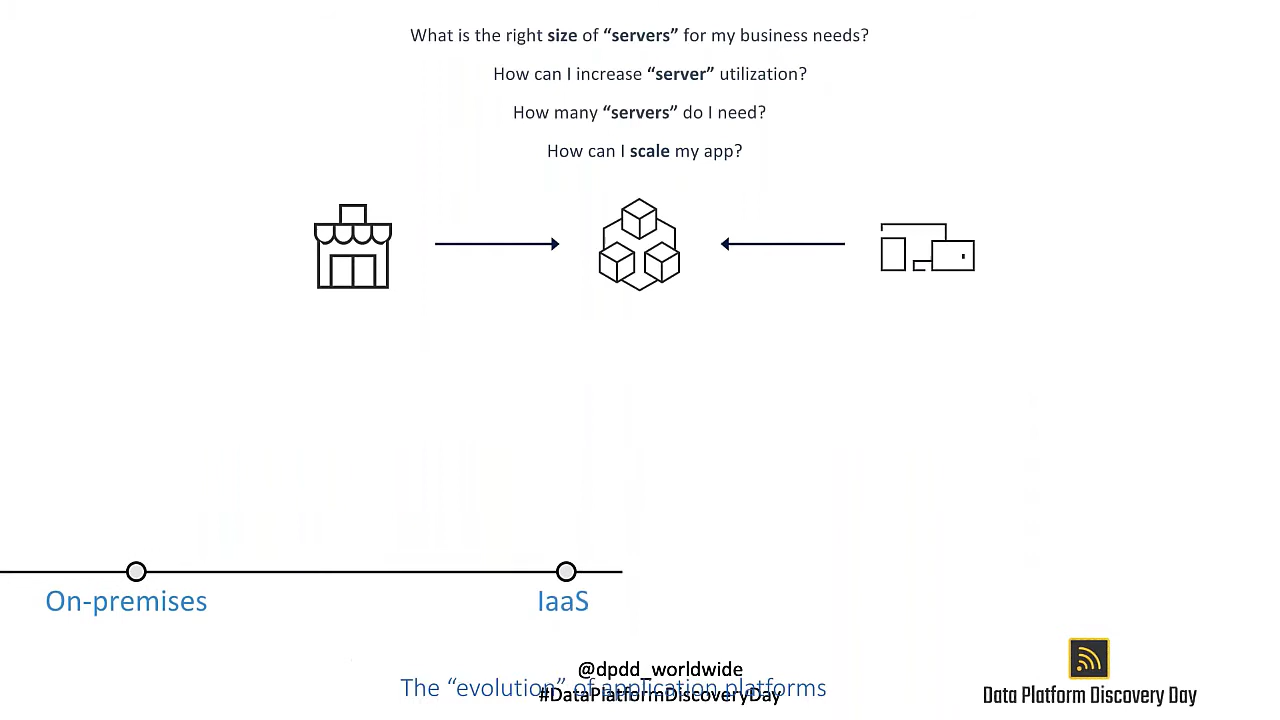 What is the right size of “servers” for my business needs?
How can I increase “server” utilization?
How many “servers” do I need?
How can I scale my app?
On-premises
IaaS
@dpdd_worldwide
The “evolution” of application platforms
#DataPlatformDiscoveryDay
Data Platform Discovery Day